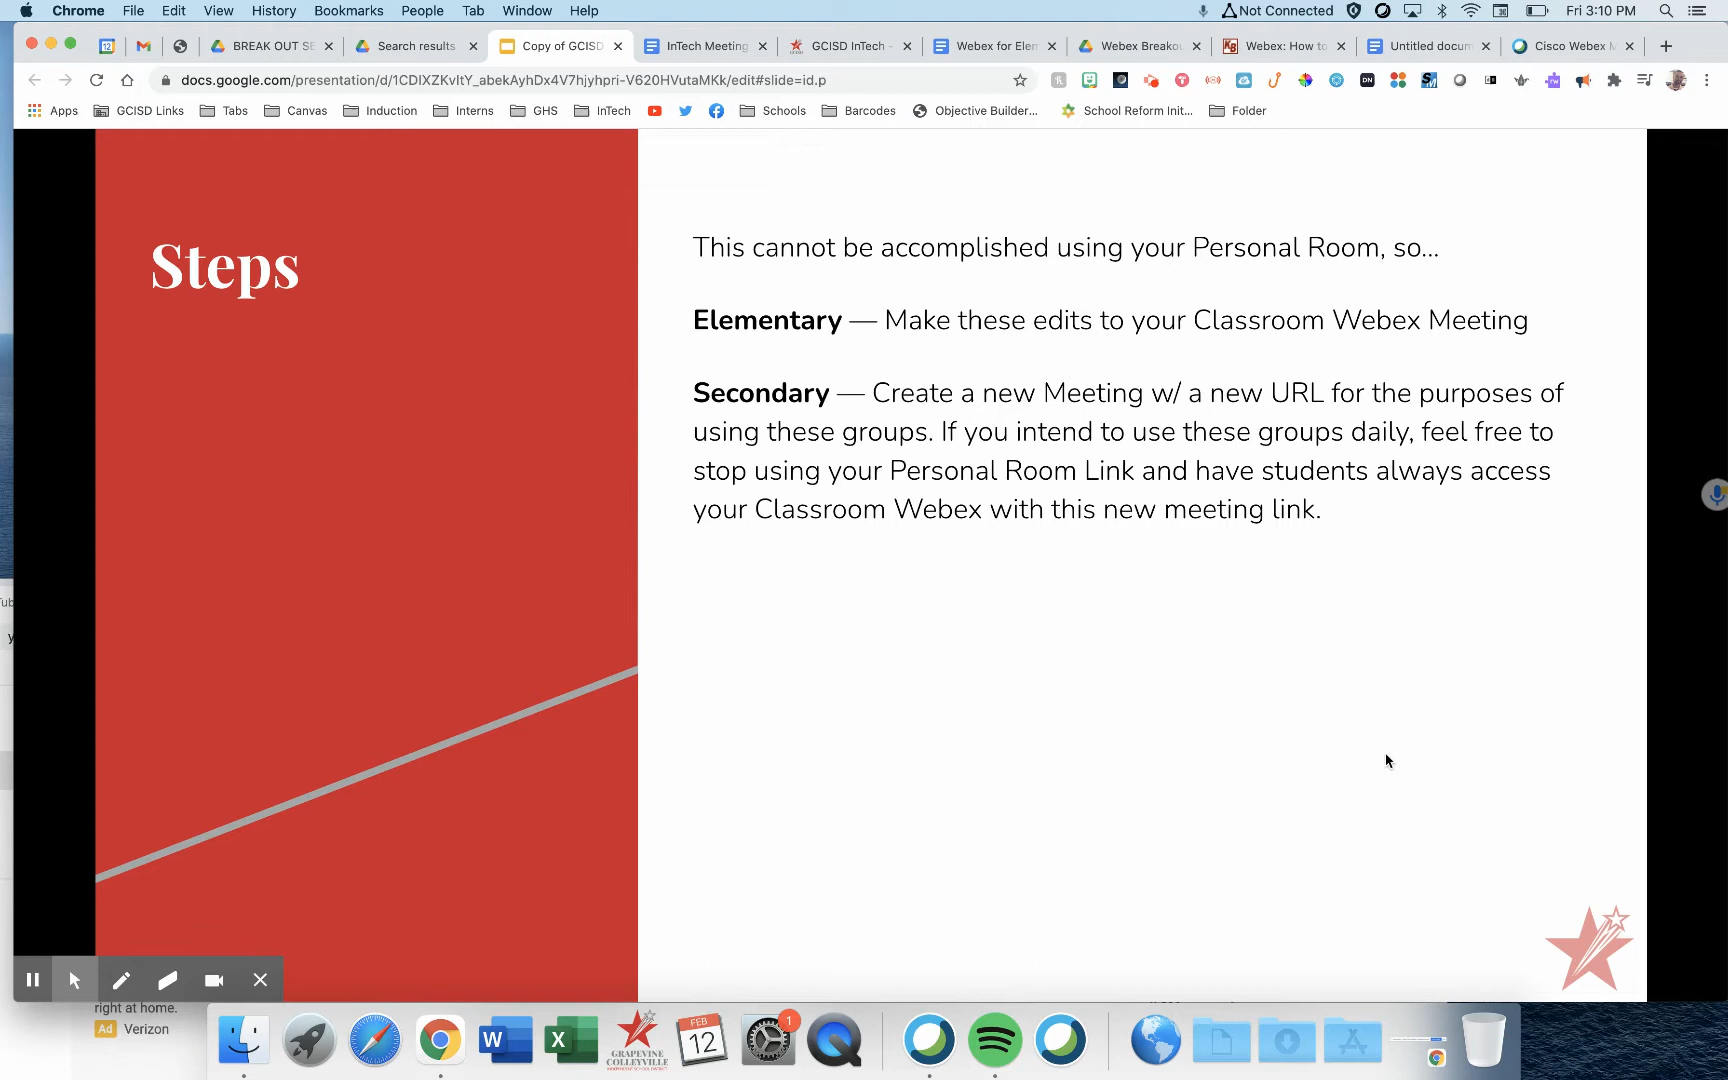 Chrome File Edit View History Bookmarks People Tab Window Help Not Connected Fri 3:10 PM
12 BREAK OUT SE Search results Copy of GCISD InTech Meeting GCISD InTech - Webex for Elem Webex Breakou Webex: How to Untitled docum Cisco Webex M
docs.google.com/presentation/d/1CDIXZKvItY_abekAyhDx4V7hjyhpri-V620HVutaMKk/edit#slide=id.p
Apps GCISD Links Tabs Canvas Induction Interns GHS InTech Schools Barcodes Objective Builder... School Reform Init... Folder
Steps
This cannot be accomplished using your Personal Room, so...
Elementary — Make these edits to your Classroom Webex Meeting
Secondary — Create a new Meeting w/ a new URL for the purposes of
using these groups. If you intend to use these groups daily, feel free to
stop using your Personal Room Link and have students always access
your Classroom Webex with this new meeting link.
right at home.
Ad Verizon
W X GRAPEVINE
COLLEYVILLE
FEB
12
1